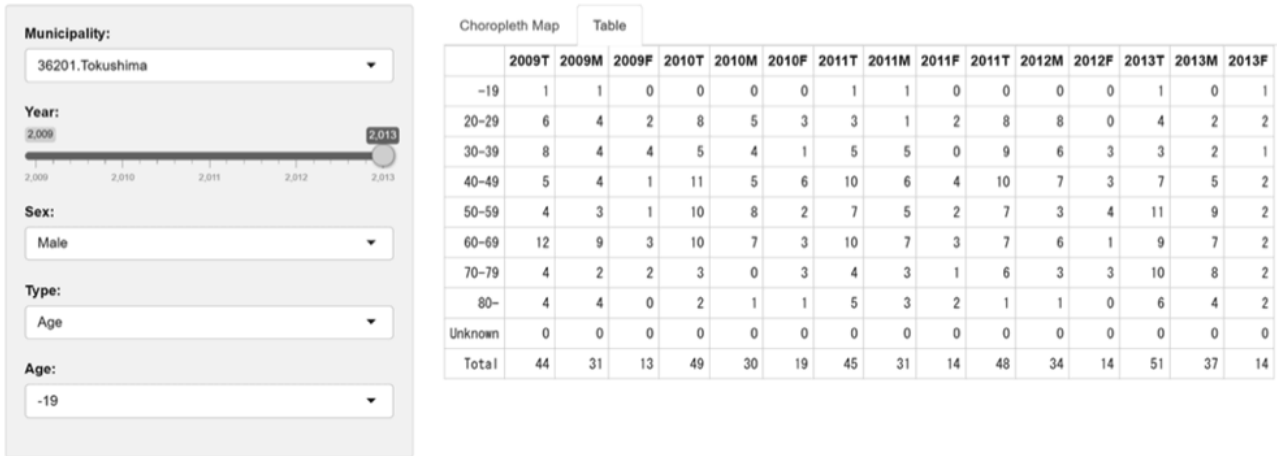 Municipality:
36201.Tokushima
Year:
2,009 2,013
2,009 2,010 2,011 2,012 2,013
Sex:
Male
Type:
Age
Age:
-19
Choropleth Map Table
2009T 2009M 2009F 2010T 2010M 2010F 2011T 2011M 2011F 2011T 2012M 2012F 2013T 2013M 2013F
-19 1 1 0 0 0 0 1 1 0 0 0 0 1 0 1
20-29 6 4 2 8 5 3 3 1 2 8 8 0 4 2 2
30-39 8 4 4 5 4 1 5 5 0 9 6 3 3 2 1
40-49 5 4 1 11 5 6 10 6 4 10 7 3 7 5 2
50-59 4 3 1 10 8 2 7 5 2 7 3 4 11 9 2
60-69 12 9 3 10 7 3 10 7 3 7 6 1 9 7 2
70-79 4 2 2 3 0 3 4 3 1 6 3 3 10 8 2
80- 4 4 0 2 1 1 5 3 2 1 1 0 6 4 2
Unknown 0 0 0 0 0 0 0 0 0 0 0 0 0 0 0
Total 44 31 13 49 30 19 45 31 14 48 34 14 51 37 14